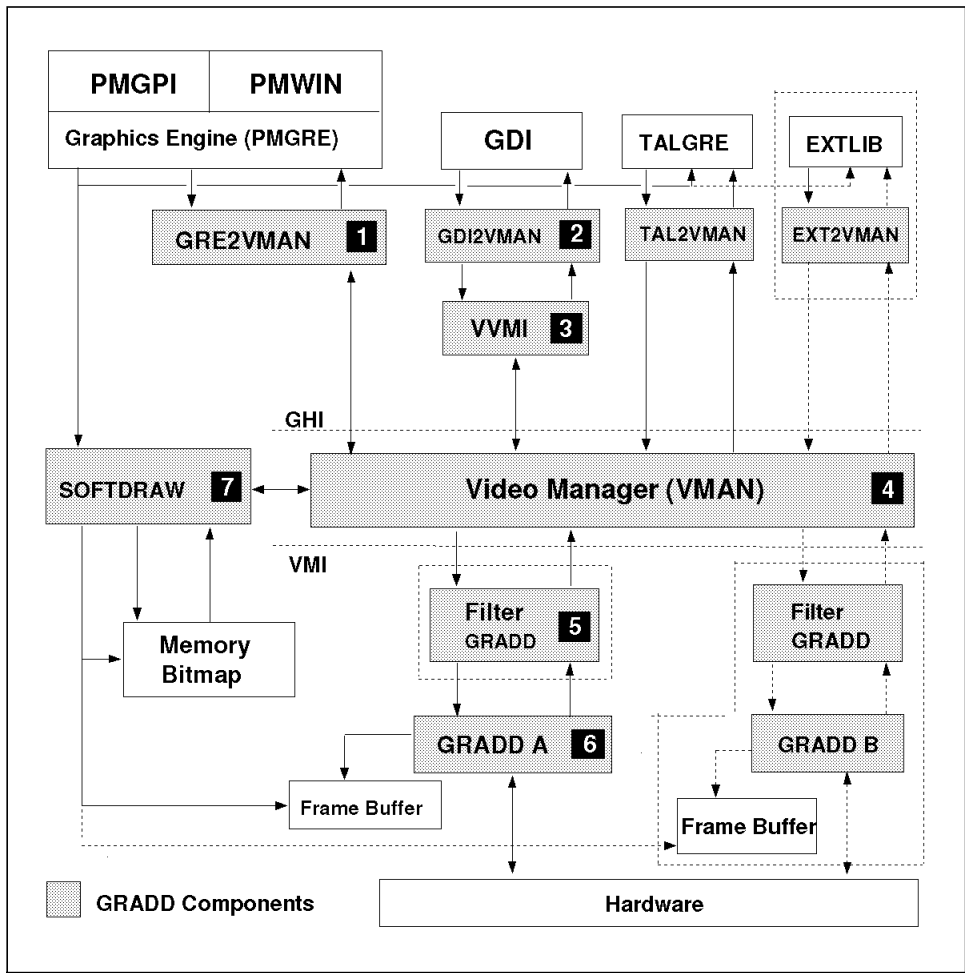 PMGPI PMWIN
Graphics Engine (PMGRE)
GDI
TALGRE
EXTLIB
GRE2VMAN 1
GDI2VMAN 2
TAL2VMAN
EXT2VMAN
VVMI 3
GHI
SOFTDRAW 7
Video Manager (VMAN) 4
VMI
Filter
GRADD 5
Filter
GRADD
Memory
Bitmap
GRADD A 6
GRADD B
Frame Buffer
Frame Buffer
GRADD Components
Hardware